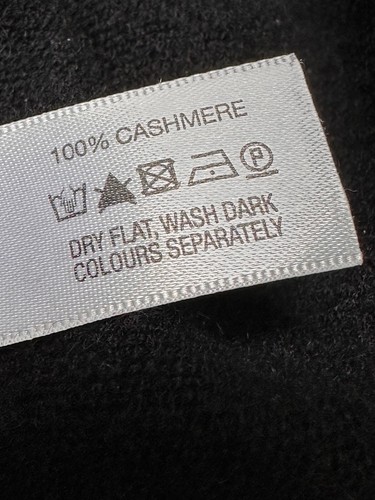 100% CASHMERE
P
DRY FLAT, WASH DARK
COLOURS SEPARATELY